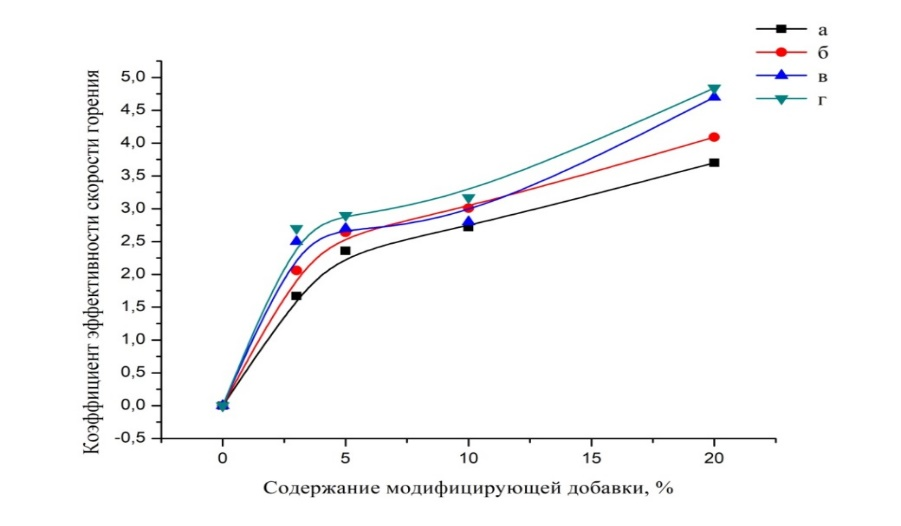 а
б
в
г
Коэффициент эффективности скорости горения
5,0
4,5
4,0
3,5
3,0
2,5
2,0
1,5
1,0
0,5
0,0
-0,5
0 5 10 15 20
Содержание модифицирующей добавки, %